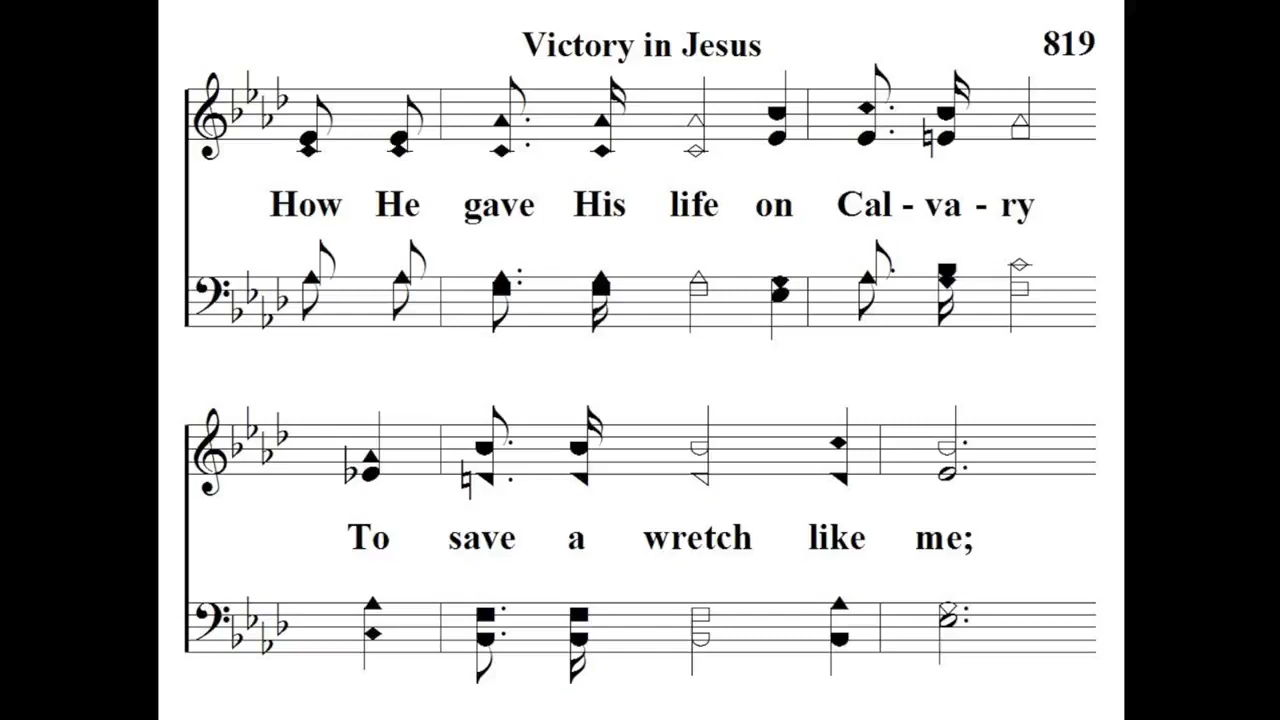 Victory in Jesus 819
How He gave His life on Cal - va - ry
To save a wretch like me;